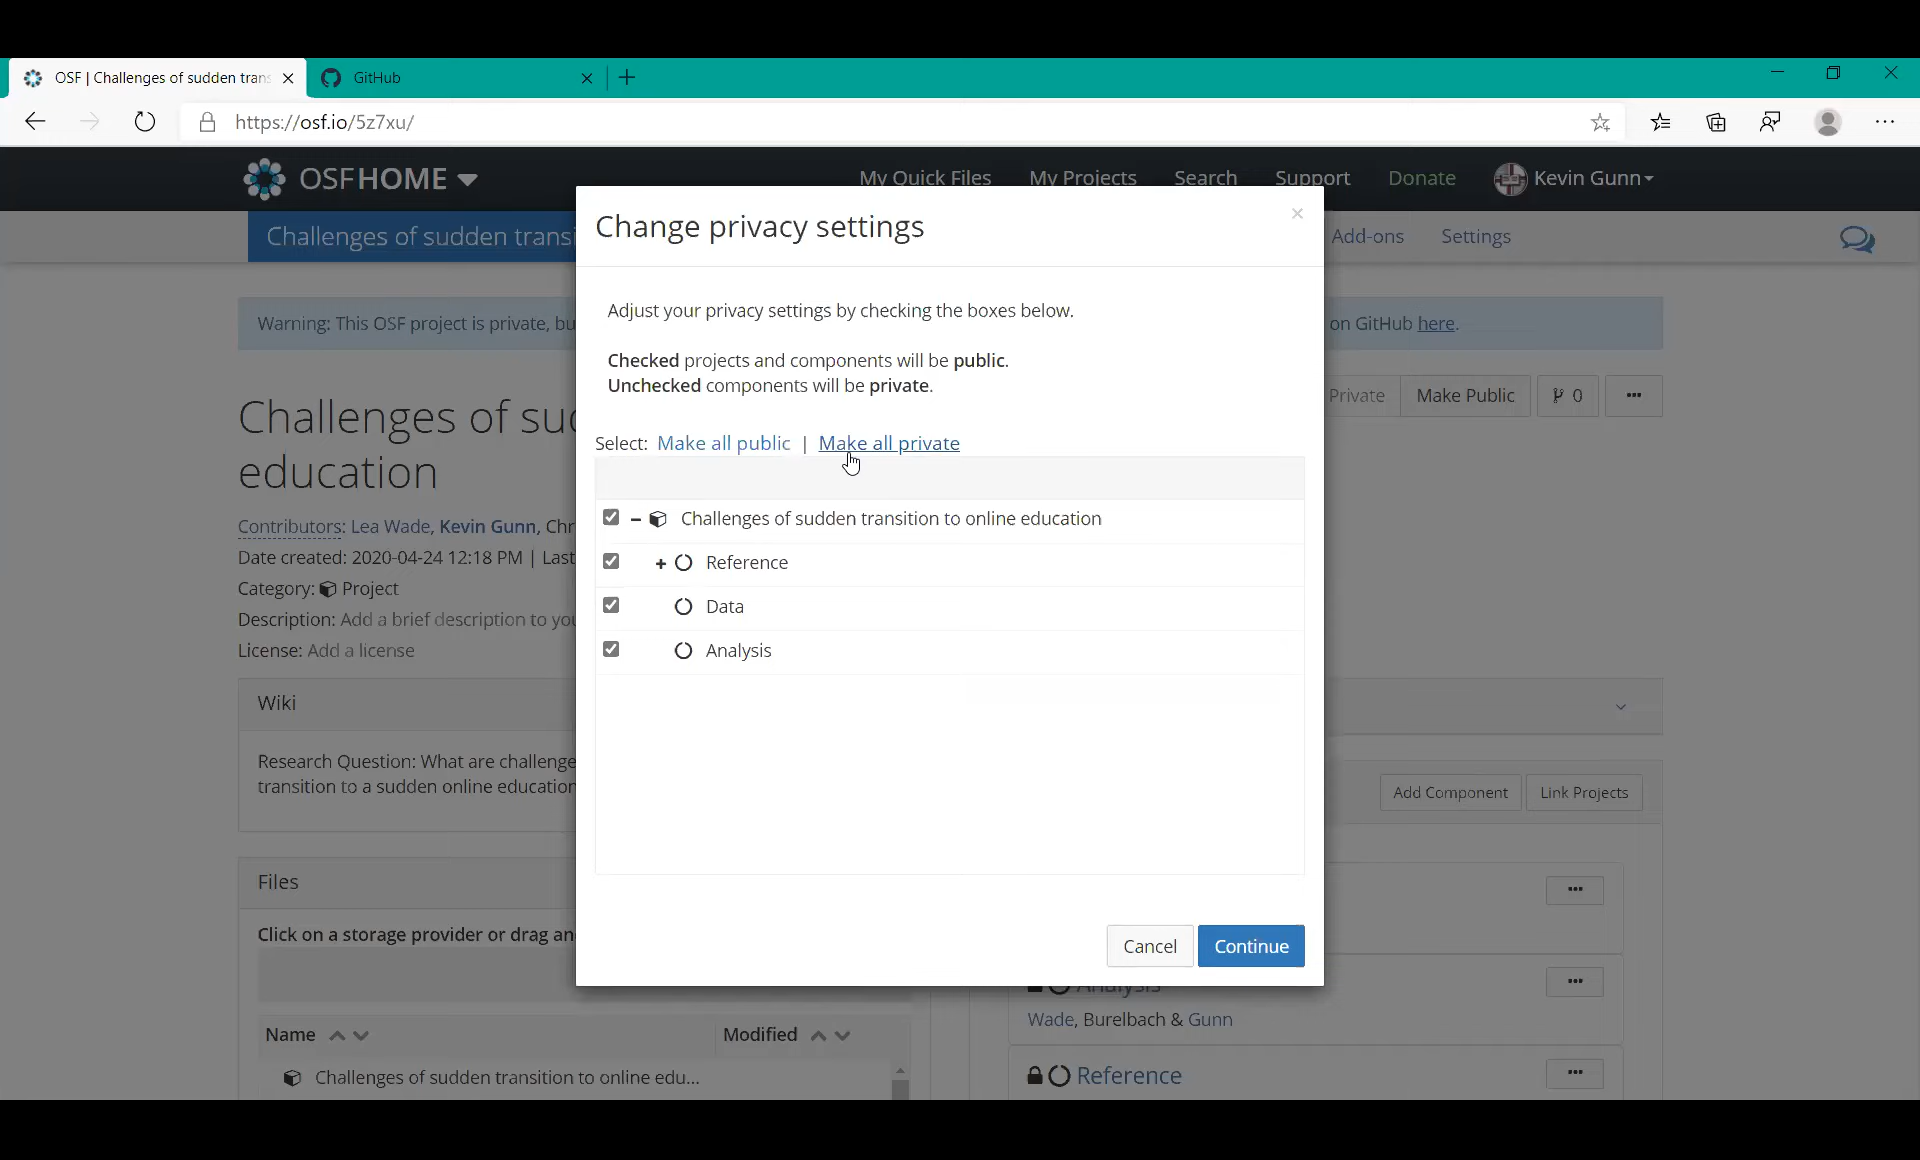 OSF | Challenges of sudden trans
GitHub
https://osf.io/5z7xu/
OSFHOME
My Quick Files
My Projects
Search
Support
Donate
Kevin Gunn
Challenges of sudden transi
Add-ons
Settings
Change privacy settings
Adjust your privacy settings by checking the boxes below.
Checked projects and components will be public.
Unchecked components will be private.
Select: Make all public | Make all private
Challenges of sudden transition to online education
Reference
Data
Analysis
Cancel
Continue
Warning: This OSF project is private, bu
on GitHub here.
Private
Make Public
0
Challenges of suc
education
Contributors: Lea Wade, Kevin Gunn, Chr
Date created: 2020-04-24 12:18 PM | Last
Category: Project
Description: Add a brief description to you
License: Add a license
Wiki
Research Question: What are challenge
transition to a sudden online education
Add Component
Link Projects
Files
Click on a storage provider or drag an
Name
Modified
Challenges of sudden transition to online edu...
Analysis
Wade, Burelbach & Gunn
Reference